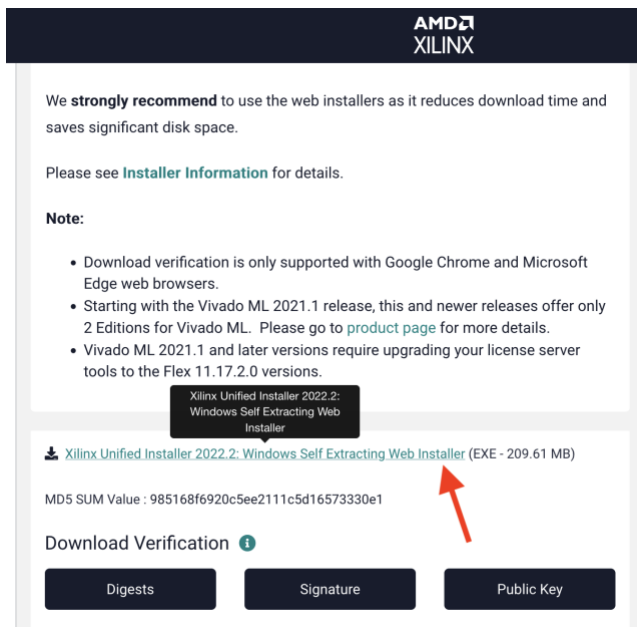 AMD
XILINX
We strongly recommend to use the web installers as it reduces download time and
saves significant disk space.
Please see Installer Information for details.
Note:
• Download verification is only supported with Google Chrome and Microsoft
Edge web browsers.
• Starting with the Vivado ML 2021.1 release, this and newer releases offer only
2 Editions for Vivado ML.  Please go to product page for more details.
• Vivado ML 2021.1 and later versions require upgrading your license server
tools to the Flex 11.17.2.0 versions.
Xilinx Unified Installer 2022.2:
Windows Self Extracting Web
Installer
Xilinx Unified Installer 2022.2: Windows Self Extracting Web Installer (EXE - 209.61 MB)
MD5 SUM Value : 985168f6920c5ee2111c5d16573330e1
Download Verification
Digests
Signature
Public Key